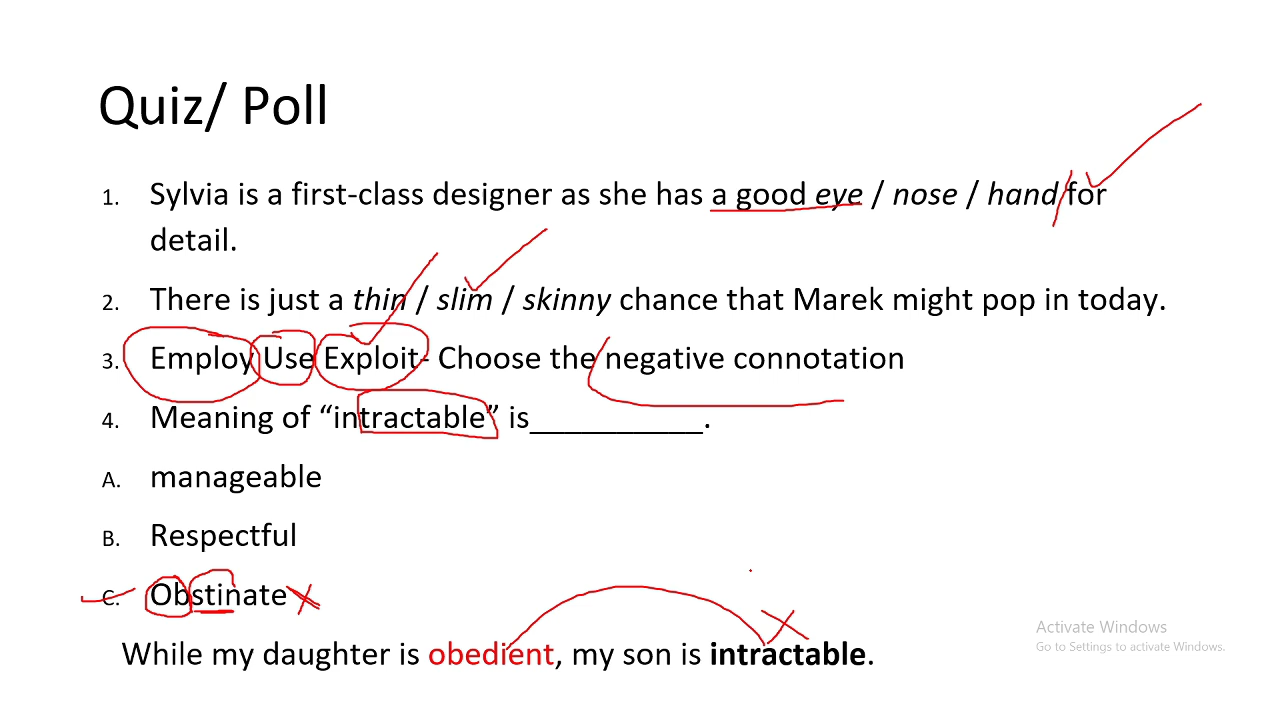 Quiz/ Poll
1. Sylvia is a first-class designer as she has a good eye / nose / hand for
detail.
2. There is just a thin / slim / skinny chance that Marek might pop in today.
3. Employ Use Exploit- Choose the negative connotation
4. Meaning of “intractable” is__________.
A. manageable
B. Respectful
C. Obstinate
While my daughter is obedient, my son is intractable.
Activate Windows
Go to Settings to activate Windows.